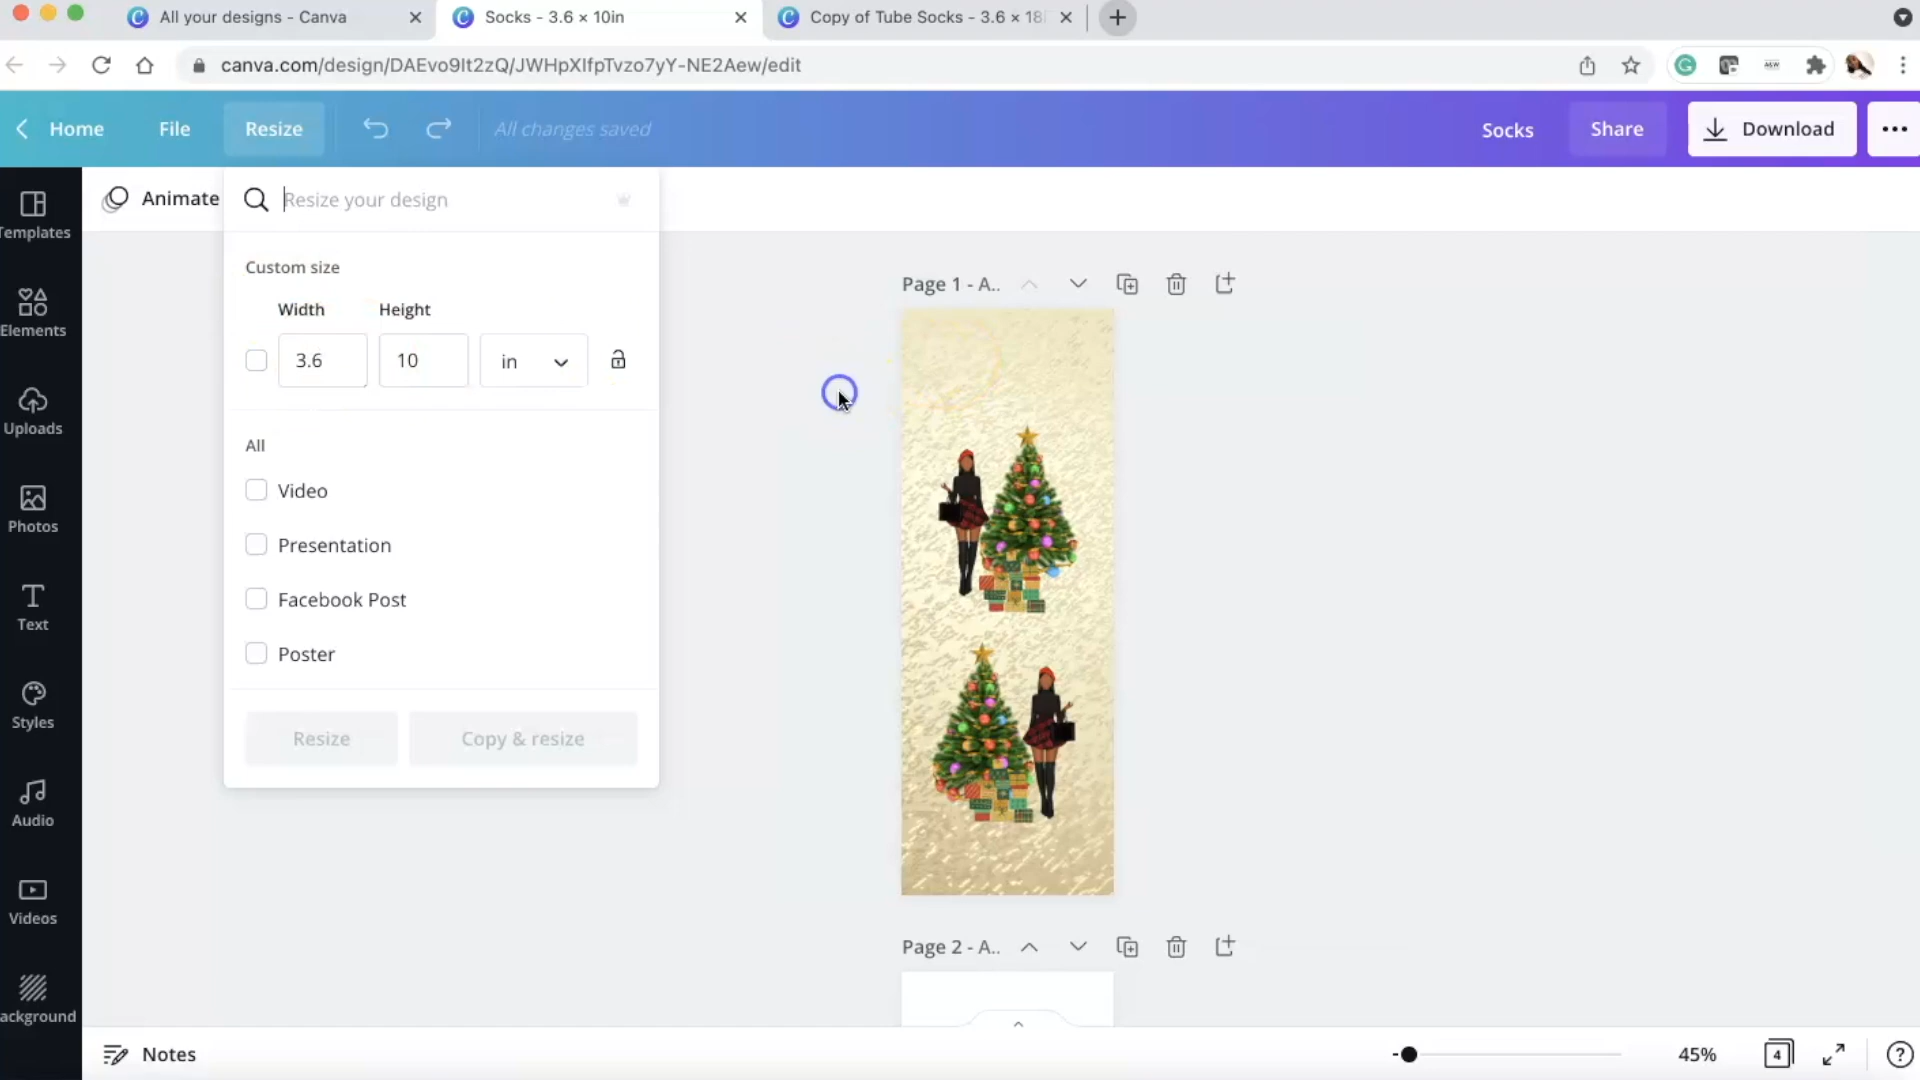 All your designs - Canva
Socks - 3.6 × 10in
Copy of Tube Socks - 3.6 × 18
canva.com/design/DAEvo9It2zQ/JWHpXIfpTvzo7yY-NE2Aew/edit
Home
File
Resize
All changes saved
Socks
Share
Download
Templates
Elements
Uploads
Photos
Text
Styles
Audio
Videos
ackground
Animate
Resize your design
Custom size
Width Height
3.6 10 in
All
Video
Presentation
Facebook Post
Poster
Resize Copy & resize
Page 1 - A..
Page 2 - A..
Notes
45%
4
?